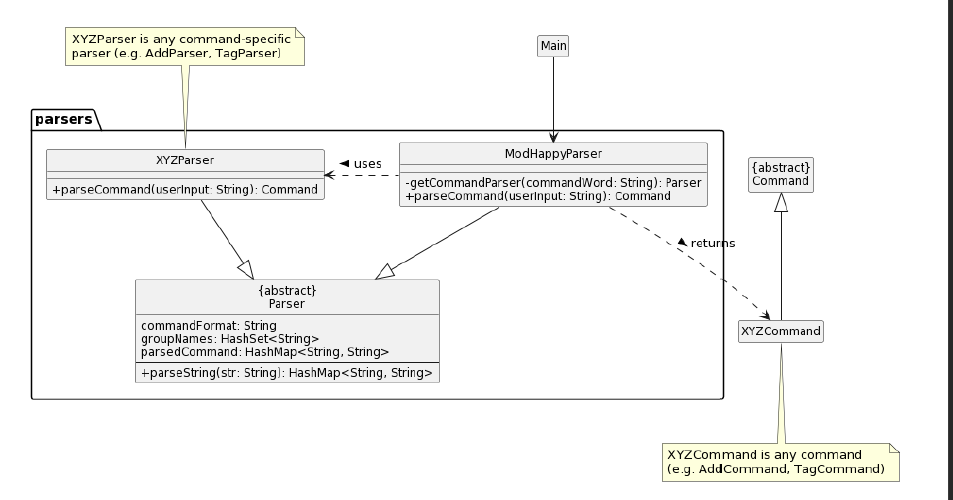 XYZParser is any command-specific
parser (e.g. AddParser, TagParser)
Main
parsers
XYZParser
+parseCommand(userInput: String): Command
uses
ModHappyParser
-getCommandParser(commandWord: String): Parser
+parseCommand(userInput: String): Command
{abstract}
Command
returns
{abstract}
Parser
commandFormat: String
groupNames: HashSet<String>
parsedCommand: HashMap<String, String>
+parseString(str: String): HashMap<String, String>
XYZCommand
XYZCommand is any command
(e.g. AddCommand, TagCommand)